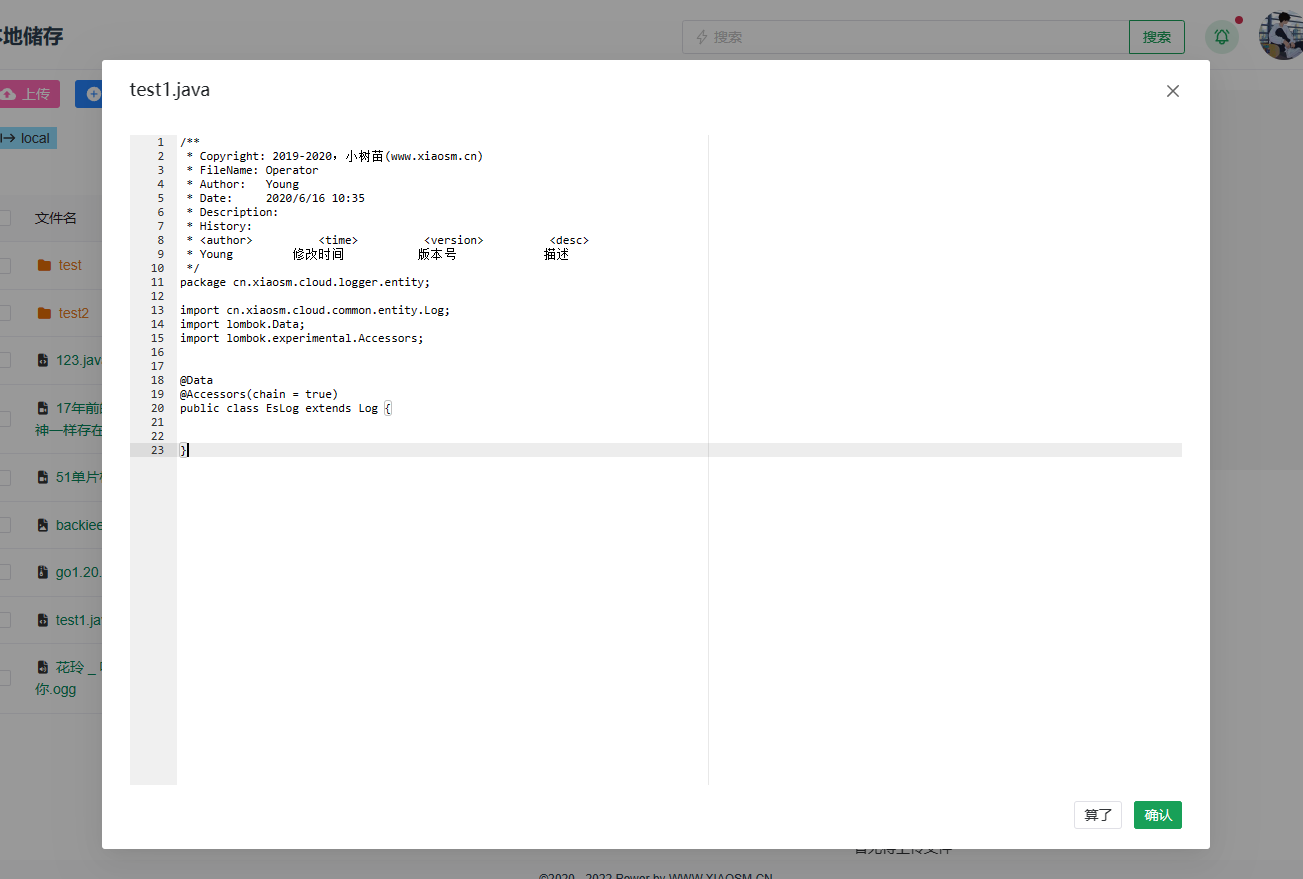 地储存
搜索
搜索
上传
local
文件名
test
test2
123.jav
17年前
神一样存在
51单片
backiee
go1.20.
test1.ja
花玲 _
你.ogg
test1.java
1 /**
2 * Copyright: 2019-2020，小树苗(www.xiaosm.cn)
3 * FileName: Operator
4 * Author: Young
5 * Date: 2020/6/16 10:35
6 * Description:
7 * History:
8 * <author> <time> <version> <desc>
9 * Young 修改时间 版本号 描述
10 */
11 package cn.xiaosm.cloud.logger.entity;
12
13 import cn.xiaosm.cloud.common.entity.Log;
14 import lombok.Data;
15 import lombok.experimental.Accessors;
16
17
18 @Data
19 @Accessors(chain = true)
20 public class EsLog extends Log {
21
22
23 }
算了
确认
©2020 - 2022 Power by WWW.XIAOSM.CN